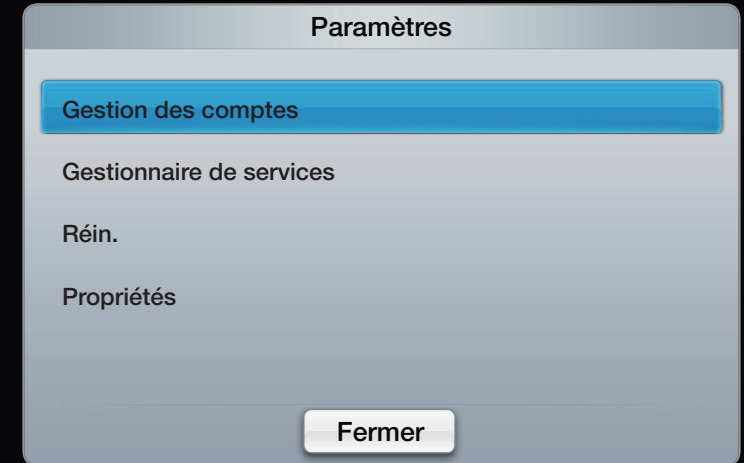 Paramètres
Gestion des comptes
Gestionnaire de services
Réin.
Propriétés
Fermer